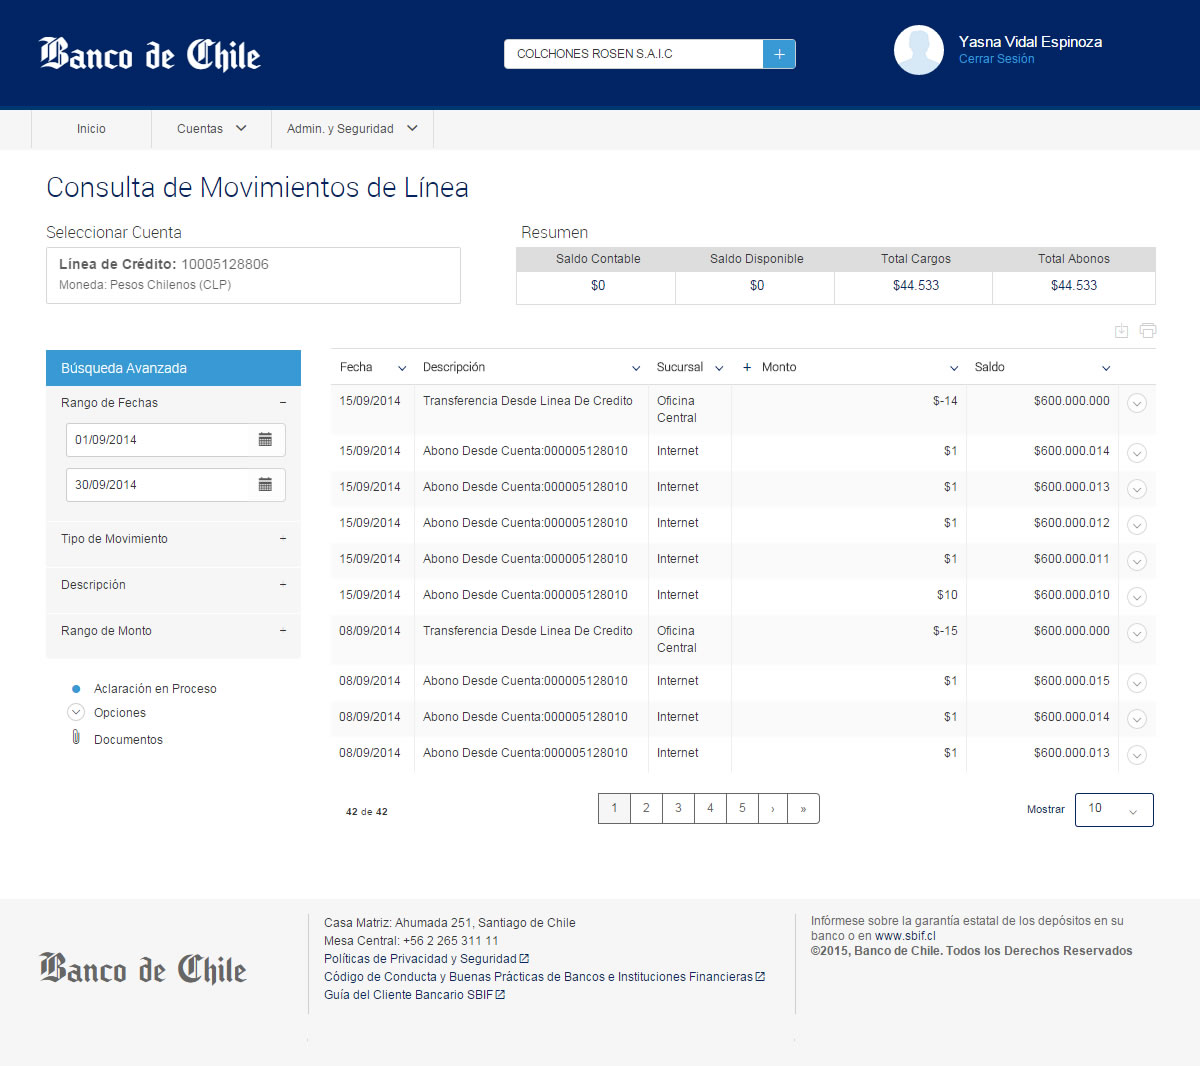 Banco de Chile
COLCHONES ROSEN S.A.I.C
+
Yasna Vidal Espinoza
Cerrar Sesión
Inicio
Cuentas
Admin. y Seguridad
Consulta de Movimientos de Línea
Seleccionar Cuenta
Línea de Crédito: 10005128806
Moneda: Pesos Chilenos (CLP)
Resumen
Saldo Contable Saldo Disponible Total Cargos Total Abonos
$0 $0 $44.533 $44.533
Búsqueda Avanzada
Rango de Fechas −
01/09/2014
30/09/2014
Tipo de Movimiento +
Descripción +
Rango de Monto +
Aclaración en Proceso
Opciones
Documentos
Fecha Descripción Sucursal + Monto Saldo
15/09/2014 Transferencia Desde Linea De Credito Oficina Central $-14 $600.000.000
15/09/2014 Abono Desde Cuenta:000005128010 Internet $1 $600.000.014
15/09/2014 Abono Desde Cuenta:000005128010 Internet $1 $600.000.013
15/09/2014 Abono Desde Cuenta:000005128010 Internet $1 $600.000.012
15/09/2014 Abono Desde Cuenta:000005128010 Internet $1 $600.000.011
15/09/2014 Abono Desde Cuenta:000005128010 Internet $10 $600.000.010
08/09/2014 Transferencia Desde Linea De Credito Oficina Central $-15 $600.000.000
08/09/2014 Abono Desde Cuenta:000005128010 Internet $1 $600.000.015
08/09/2014 Abono Desde Cuenta:000005128010 Internet $1 $600.000.014
08/09/2014 Abono Desde Cuenta:000005128010 Internet $1 $600.000.013
42 de 42
1 2 3 4 5 › »
Mostrar 10
Banco de Chile
Casa Matriz: Ahumada 251, Santiago de Chile
Mesa Central: +56 2 265 311 11
Políticas de Privacidad y Seguridad
Código de Conducta y Buenas Prácticas de Bancos e Instituciones Financieras
Guía del Cliente Bancario SBIF
Infórmese sobre la garantía estatal de los depósitos en su
banco o en www.sbif.cl
©2015, Banco de Chile. Todos los Derechos Reservados